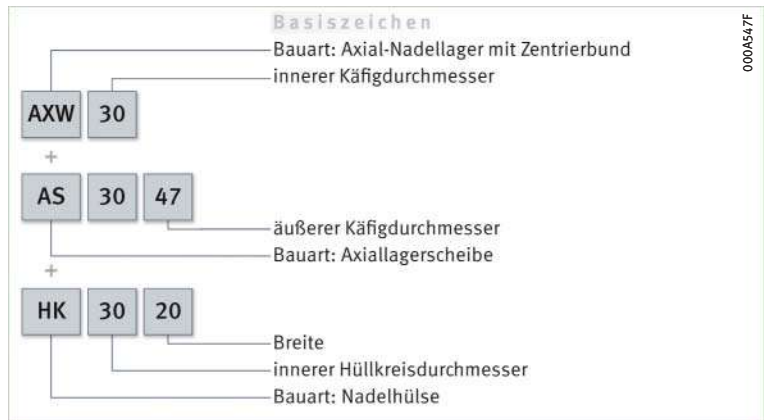 Basiszeichen
Bauart: Axial-Nadellager mit Zentrierbund
innerer Käfigdurchmesser
AXW 30
+
AS 30 47
äußerer Käfigdurchmesser
Bauart: Axiallagerscheibe
+
HK 30 20
Breite
innerer Hüllkreisdurchmesser
Bauart: Nadelhülse
000A547F